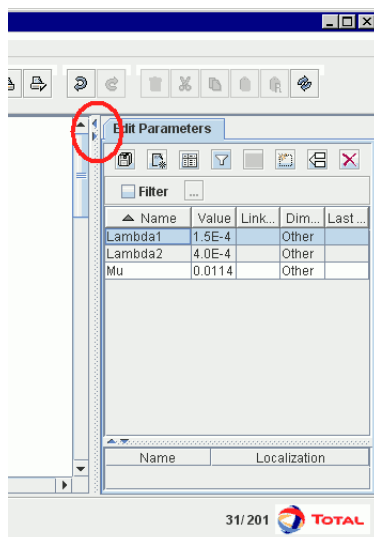 Edit Parameters
Filter ...
Name Value Link... Dim... Last ...
Lambda1 1.5E-4 Other
Lambda2 4.0E-4 Other
Mu 0.0114 Other
Name Localization
31/201 TOTAL